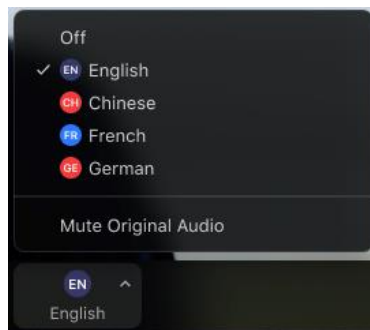 Off
EN English
CH Chinese
FR French
GE German
Mute Original Audio
EN
English